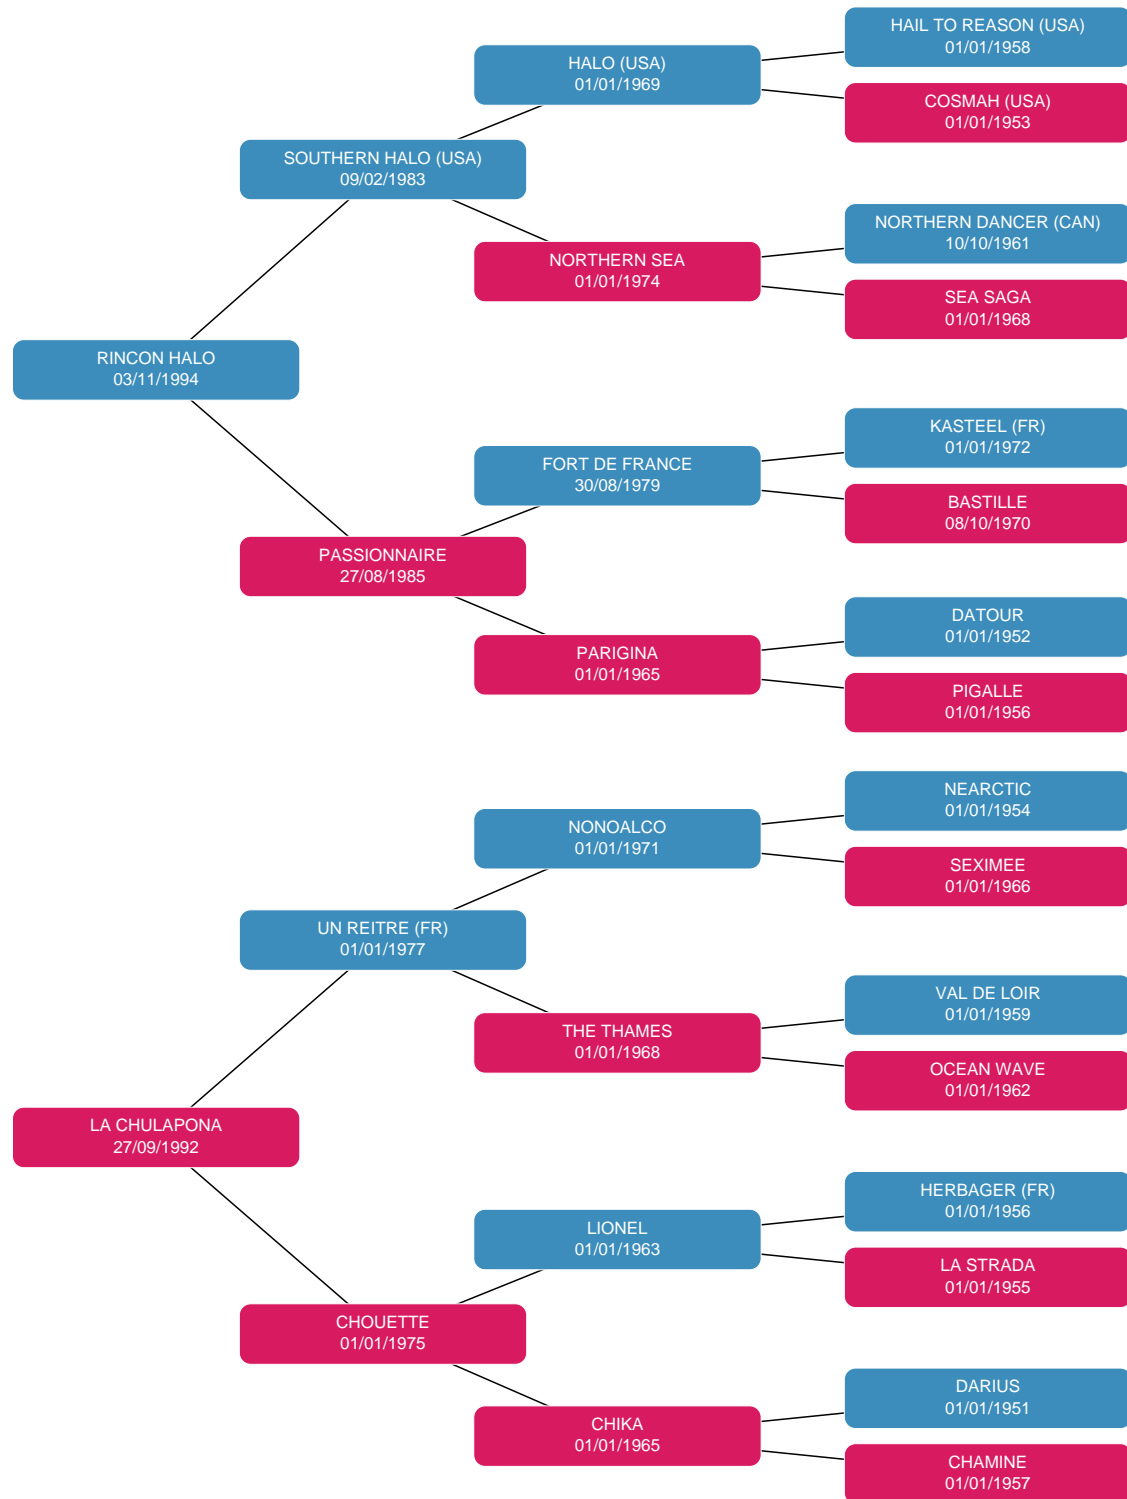 HAIL TO REASON (USA)
01/01/1958
HALO (USA)
01/01/1969
COSMAH (USA)
01/01/1953
SOUTHERN HALO (USA)
09/02/1983
NORTHERN DANCER (CAN)
10/10/1961
NORTHERN SEA
01/01/1974
SEA SAGA
01/01/1968
RINCON HALO
03/11/1994
KASTEEL (FR)
01/01/1972
FORT DE FRANCE
30/08/1979
BASTILLE
08/10/1970
PASSIONNAIRE
27/08/1985
DATOUR
01/01/1952
PARIGINA
01/01/1965
PIGALLE
01/01/1956
NEARCTIC
01/01/1954
NONOALCO
01/01/1971
SEXIMEE
01/01/1966
UN REITRE (FR)
01/01/1977
VAL DE LOIR
01/01/1959
THE THAMES
01/01/1968
OCEAN WAVE
01/01/1962
LA CHULAPONA
27/09/1992
HERBAGER (FR)
01/01/1956
LIONEL
01/01/1963
LA STRADA
01/01/1955
CHOUETTE
01/01/1975
DARIUS
01/01/1951
CHIKA
01/01/1965
CHAMINE
01/01/1957